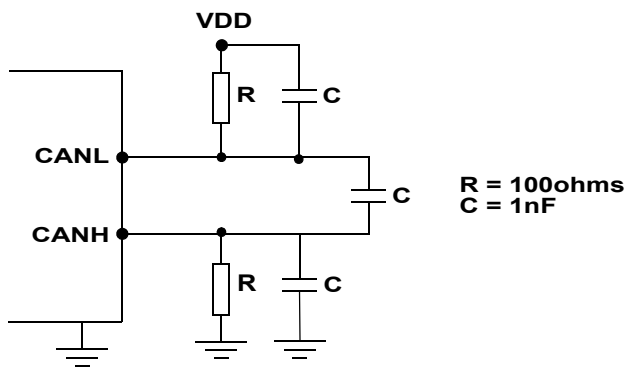 VDD
R
C
CANL
C
R = 100ohms
C = 1nF
CANH
R
C